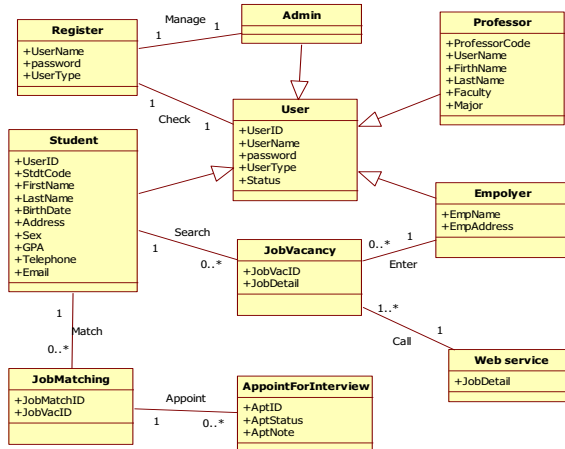 Register
+UserName
+password
+UserType
Manage
1
1
Admin
Professor
+ProfessorCode
+UserName
+FirthName
+LastName
+Faculty
+Major
1
Check
1
User
+UserID
+UserName
+password
+UserType
+Status
Student
+UserID
+StdtCode
+FirstName
+LastName
+BirthDate
+Address
+Sex
+GPA
+Telephone
+Email
Empolyer
+EmpName
+EmpAddress
Search
1
0..*
JobVacancy
+JobVacID
+JobDetail
0..*
1
Enter
1..*
1
Call
Web service
+JobDetail
1
Match
0..*
JobMatching
+JobMatchID
+JobVacID
Appoint
1
0..*
AppointForInterview
+AptID
+AptStatus
+AptNote